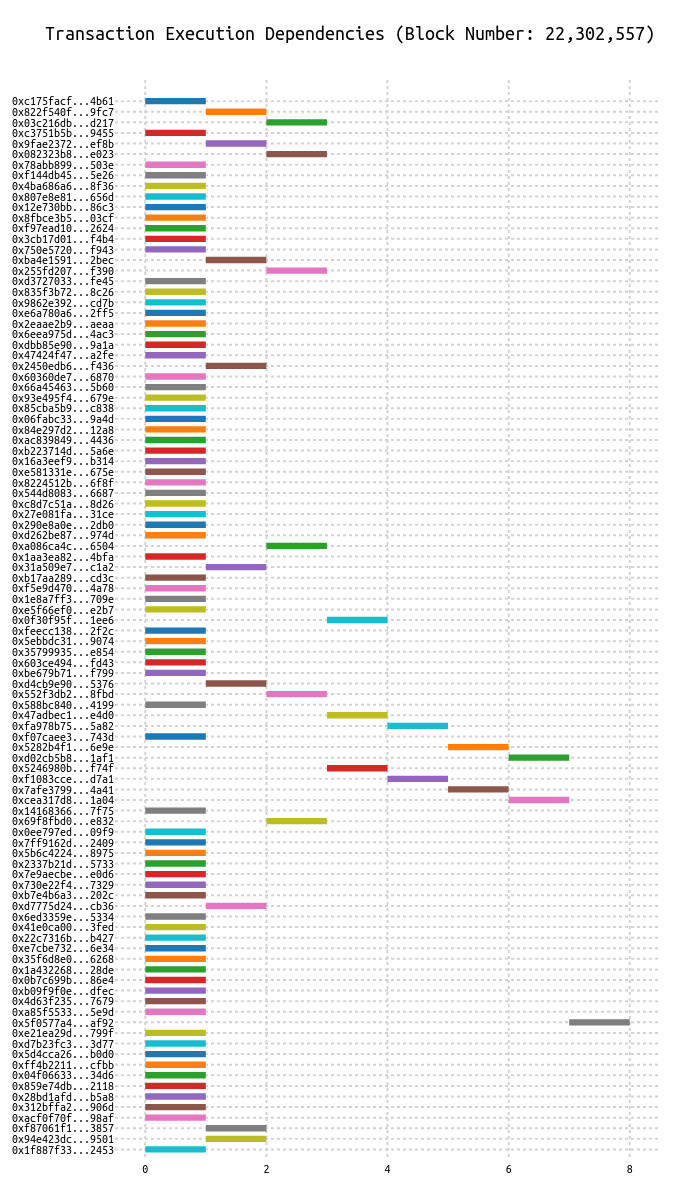 Transaction Execution Dependencies (Block Number: 22,302,557)
0xc175facf...4b61
0x822f540f...9fc7
0x03c216db...d217
0xc3751b5b...9455
0x9fae2372...ef8b
0x082323b8...e023
0x78abb899...503e
0xf144db45...5e26
0x4ba686a6...8f36
0x807e8e81...656d
0x12e730bb...86c3
0x8fbce3b5...03cf
0xf97ead10...2624
0x3cb17d01...f4b4
0x750e5720...f943
0xba4e1591...2bec
0x255fd207...f390
0xd3727033...fe45
0x835f3b72...8c26
0x9862e392...cd7b
0xe6a780a6...2ff5
0x2eaae2b9...aeaa
0x6eea975d...4ac3
0xdbb85e90...9a1a
0x47424f47...a2fe
0x2450edb6...f436
0x60360de7...6870
0x66a45463...5b60
0x93e495f4...679e
0x85cba5b9...c838
0x06fabc33...9a4d
0x84e297d2...12a8
0xac839849...4436
0xb223714d...5a6e
0x16a3eef9...b314
0xe581331e...675e
0x8224512b...6f8f
0x544d8083...6687
0xc8d7c51a...8d26
0x27e081fa...31ce
0x290e8a0e...2db0
0xd262be87...974d
0xa086ca4c...6504
0x1aa3ea82...4bfa
0x31a509e7...c1a2
0xb17aa289...cd3c
0xf5e9d470...4a78
0x1e8a7ff3...709e
0xe5f66ef0...e2b7
0x0f30f95f...1ee6
0xfeecc138...2f2c
0x5ebbdc31...9074
0x35799935...e854
0x603ce494...fd43
0xbe679b71...f799
0xd4cb9e90...5376
0x552f3db2...8fbd
0x588bc840...4199
0x47adbec1...e4d0
0xfa978b75...5a82
0xf07caee3...743d
0x5282b4f1...6e9e
0xd02cb5b8...1af1
0x5246980b...f74f
0xf1083cce...d7a1
0x7afe3799...4a41
0xcea317d8...1a04
0x14168366...7f75
0x69f8fbd0...e832
0x0ee797ed...09f9
0x7ff9162d...2409
0x5b6c4224...8975
0x2337b21d...5733
0x7e9aecbe...e0d6
0x730e22f4...7329
0xb7e4b6a3...202c
0xd7775d24...cb36
0x6ed3359e...5334
0x41e0ca00...3fed
0x22c7316b...b427
0xe7cbe732...6e34
0x35f6d8e0...6268
0x1a432268...28de
0x0b7c699b...86e4
0xb09f9f0e...dfec
0x4d63f235...7679
0xa85f5533...5e9d
0x5f0577a4...af92
0xe21ea29d...799f
0xd7b23fc3...3d77
0x5d4cca26...b0d0
0xff4b2211...cfbb
0x04f06633...34d6
0x859e74db...2118
0x28bd1afd...b5a8
0x312bffa2...906d
0xacf0f70f...98af
0xf87061f1...3857
0x94e423dc...9501
0x1f887f33...2453
0 2 4 6 8